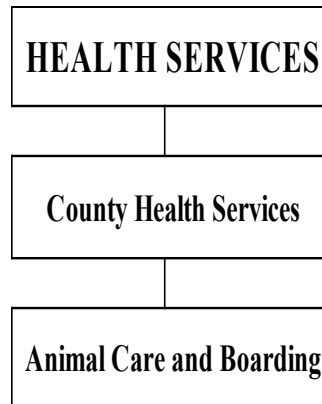 HEALTH SERVICES
County Health Services
Animal Care and Boarding